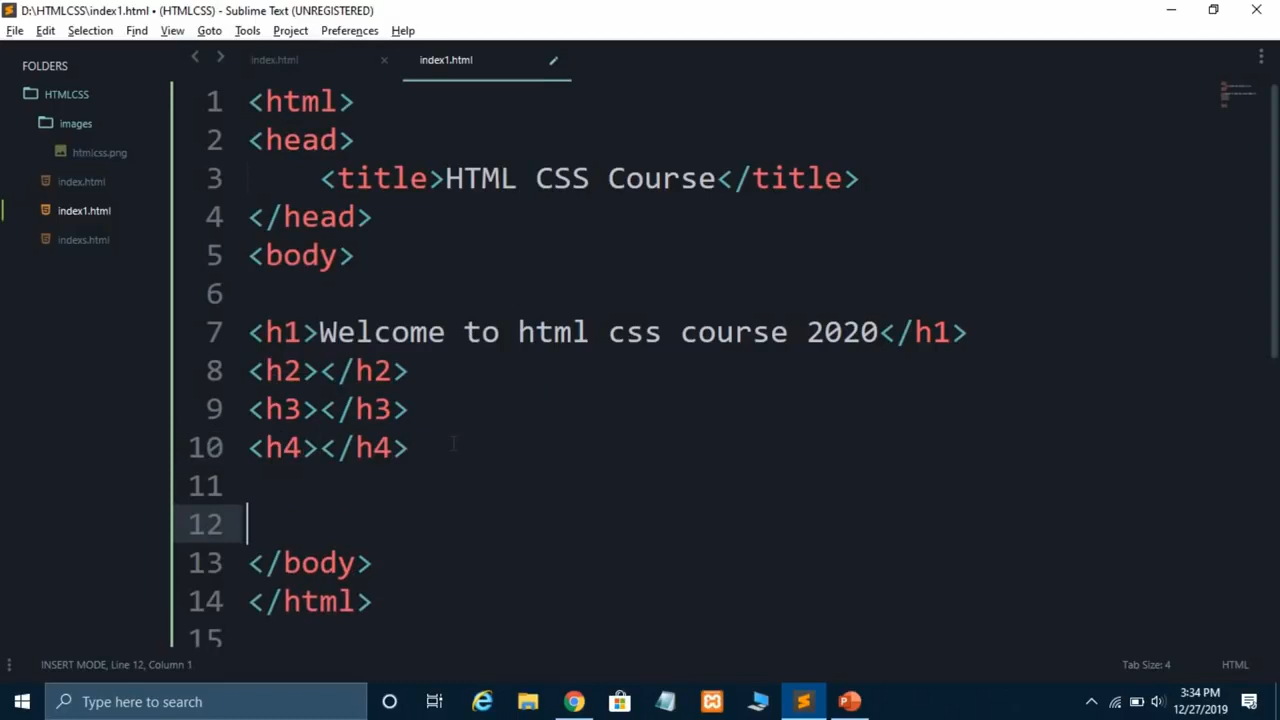 D:\HTMLCSS\index1.html • (HTMLCSS) - Sublime Text (UNREGISTERED)
File Edit Selection Find View Goto Tools Project Preferences Help
FOLDERS
HTMLCSS
images
htmlcss.png
index.html
index1.html
indexs.html
index.html × index1.html
1 <html>
2 <head>
3 <title>HTML CSS Course</title>
4 </head>
5 <body>
6
7 <h1>Welcome to html css course 2020</h1>
8 <h2></h2>
9 <h3></h3>
10 <h4></h4>
11
12
13 </body>
14 </html>
15
INSERT MODE, Line 12, Column 1 Tab Size: 4 HTML
Type here to search
3:34 PM
12/27/2019